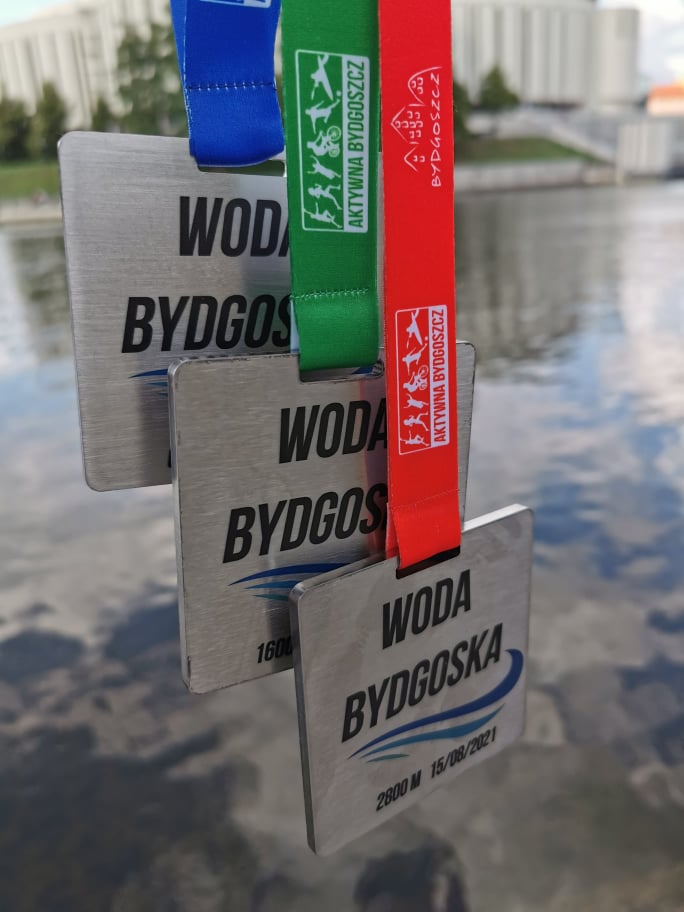 AKTYWNA BYDGOSZCZ
BYDGOSZCZ
AKTYWNA BYDGOSZCZ
WODA
BYDGOS
WODA
BYDGOS
1600
WODA
BYDGOSKA
2800 M 15/08/2021